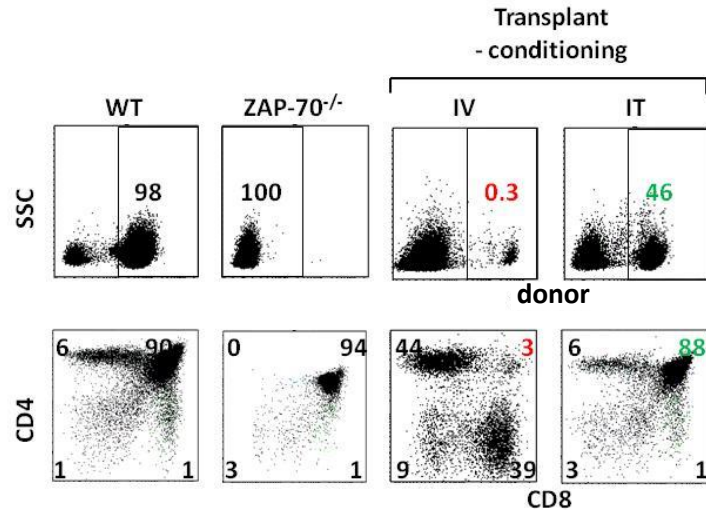 Transplant
- conditioning
WT
ZAP-70-/-
IV
IT
SSC
98
100
0.3
46
donor
CD4
6
90
1
1
0
94
3
1
44
3
9
39
6
88
3
1
CD8